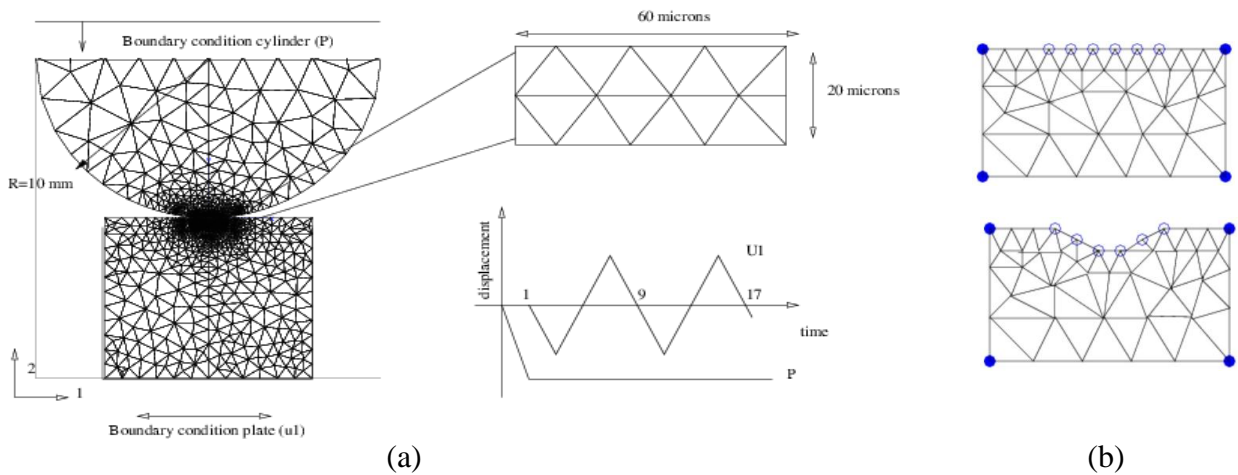 Boundary condition cylinder (P)
R=10 mm
2
1
Boundary condition plate (u1)
60 microns
20 microns
displacement
U1
1
9
17
time
P
(a)
(b)